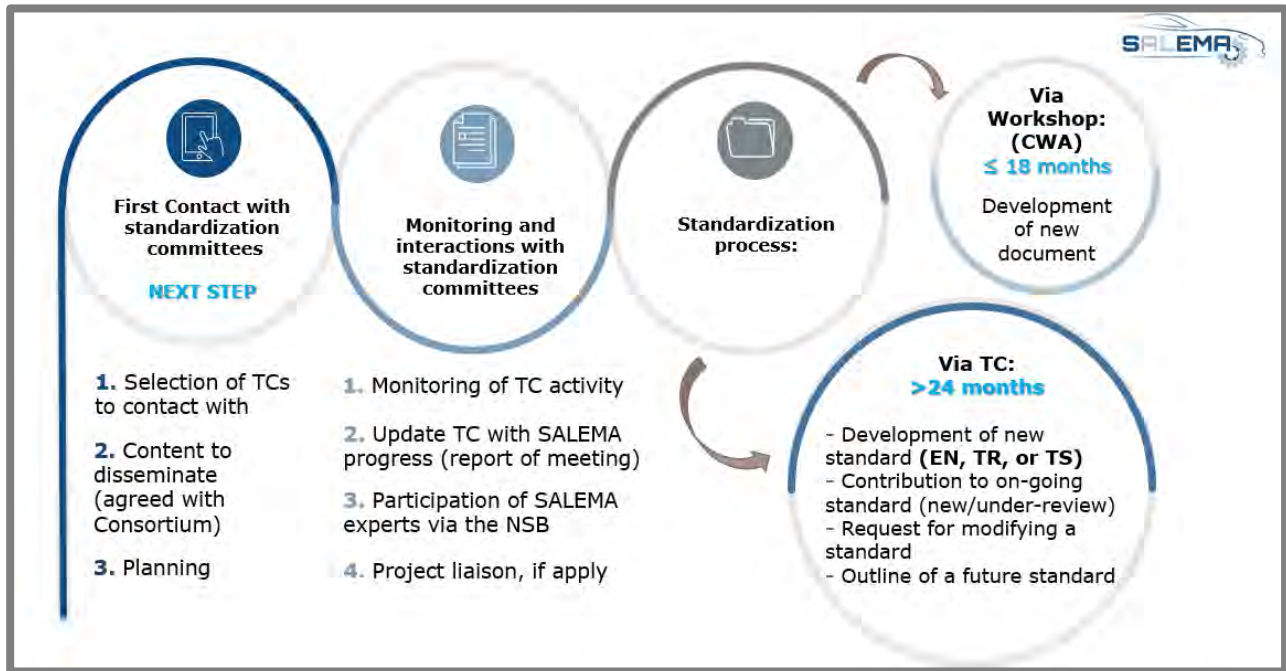 SALEMA
First Contact with
standardization
committees
NEXT STEP
1. Selection of TCs
to contact with
2. Content to
disseminate
(agreed with
Consortium)
3. Planning
Monitoring and
interactions with
standardization
committees
1. Monitoring of TC activity
2. Update TC with SALEMA
progress (report of meeting)
3. Participation of SALEMA
experts via the NSB
4. Project liaison, if apply
Standardization
process:
Via
Workshop:
(CWA)
≤ 18 months
Development
of new
document
Via TC:
>24 months
- Development of new
standard (EN, TR, or TS)
- Contribution to on-going
standard (new/under-review)
- Request for modifying a
standard
- Outline of a future standard